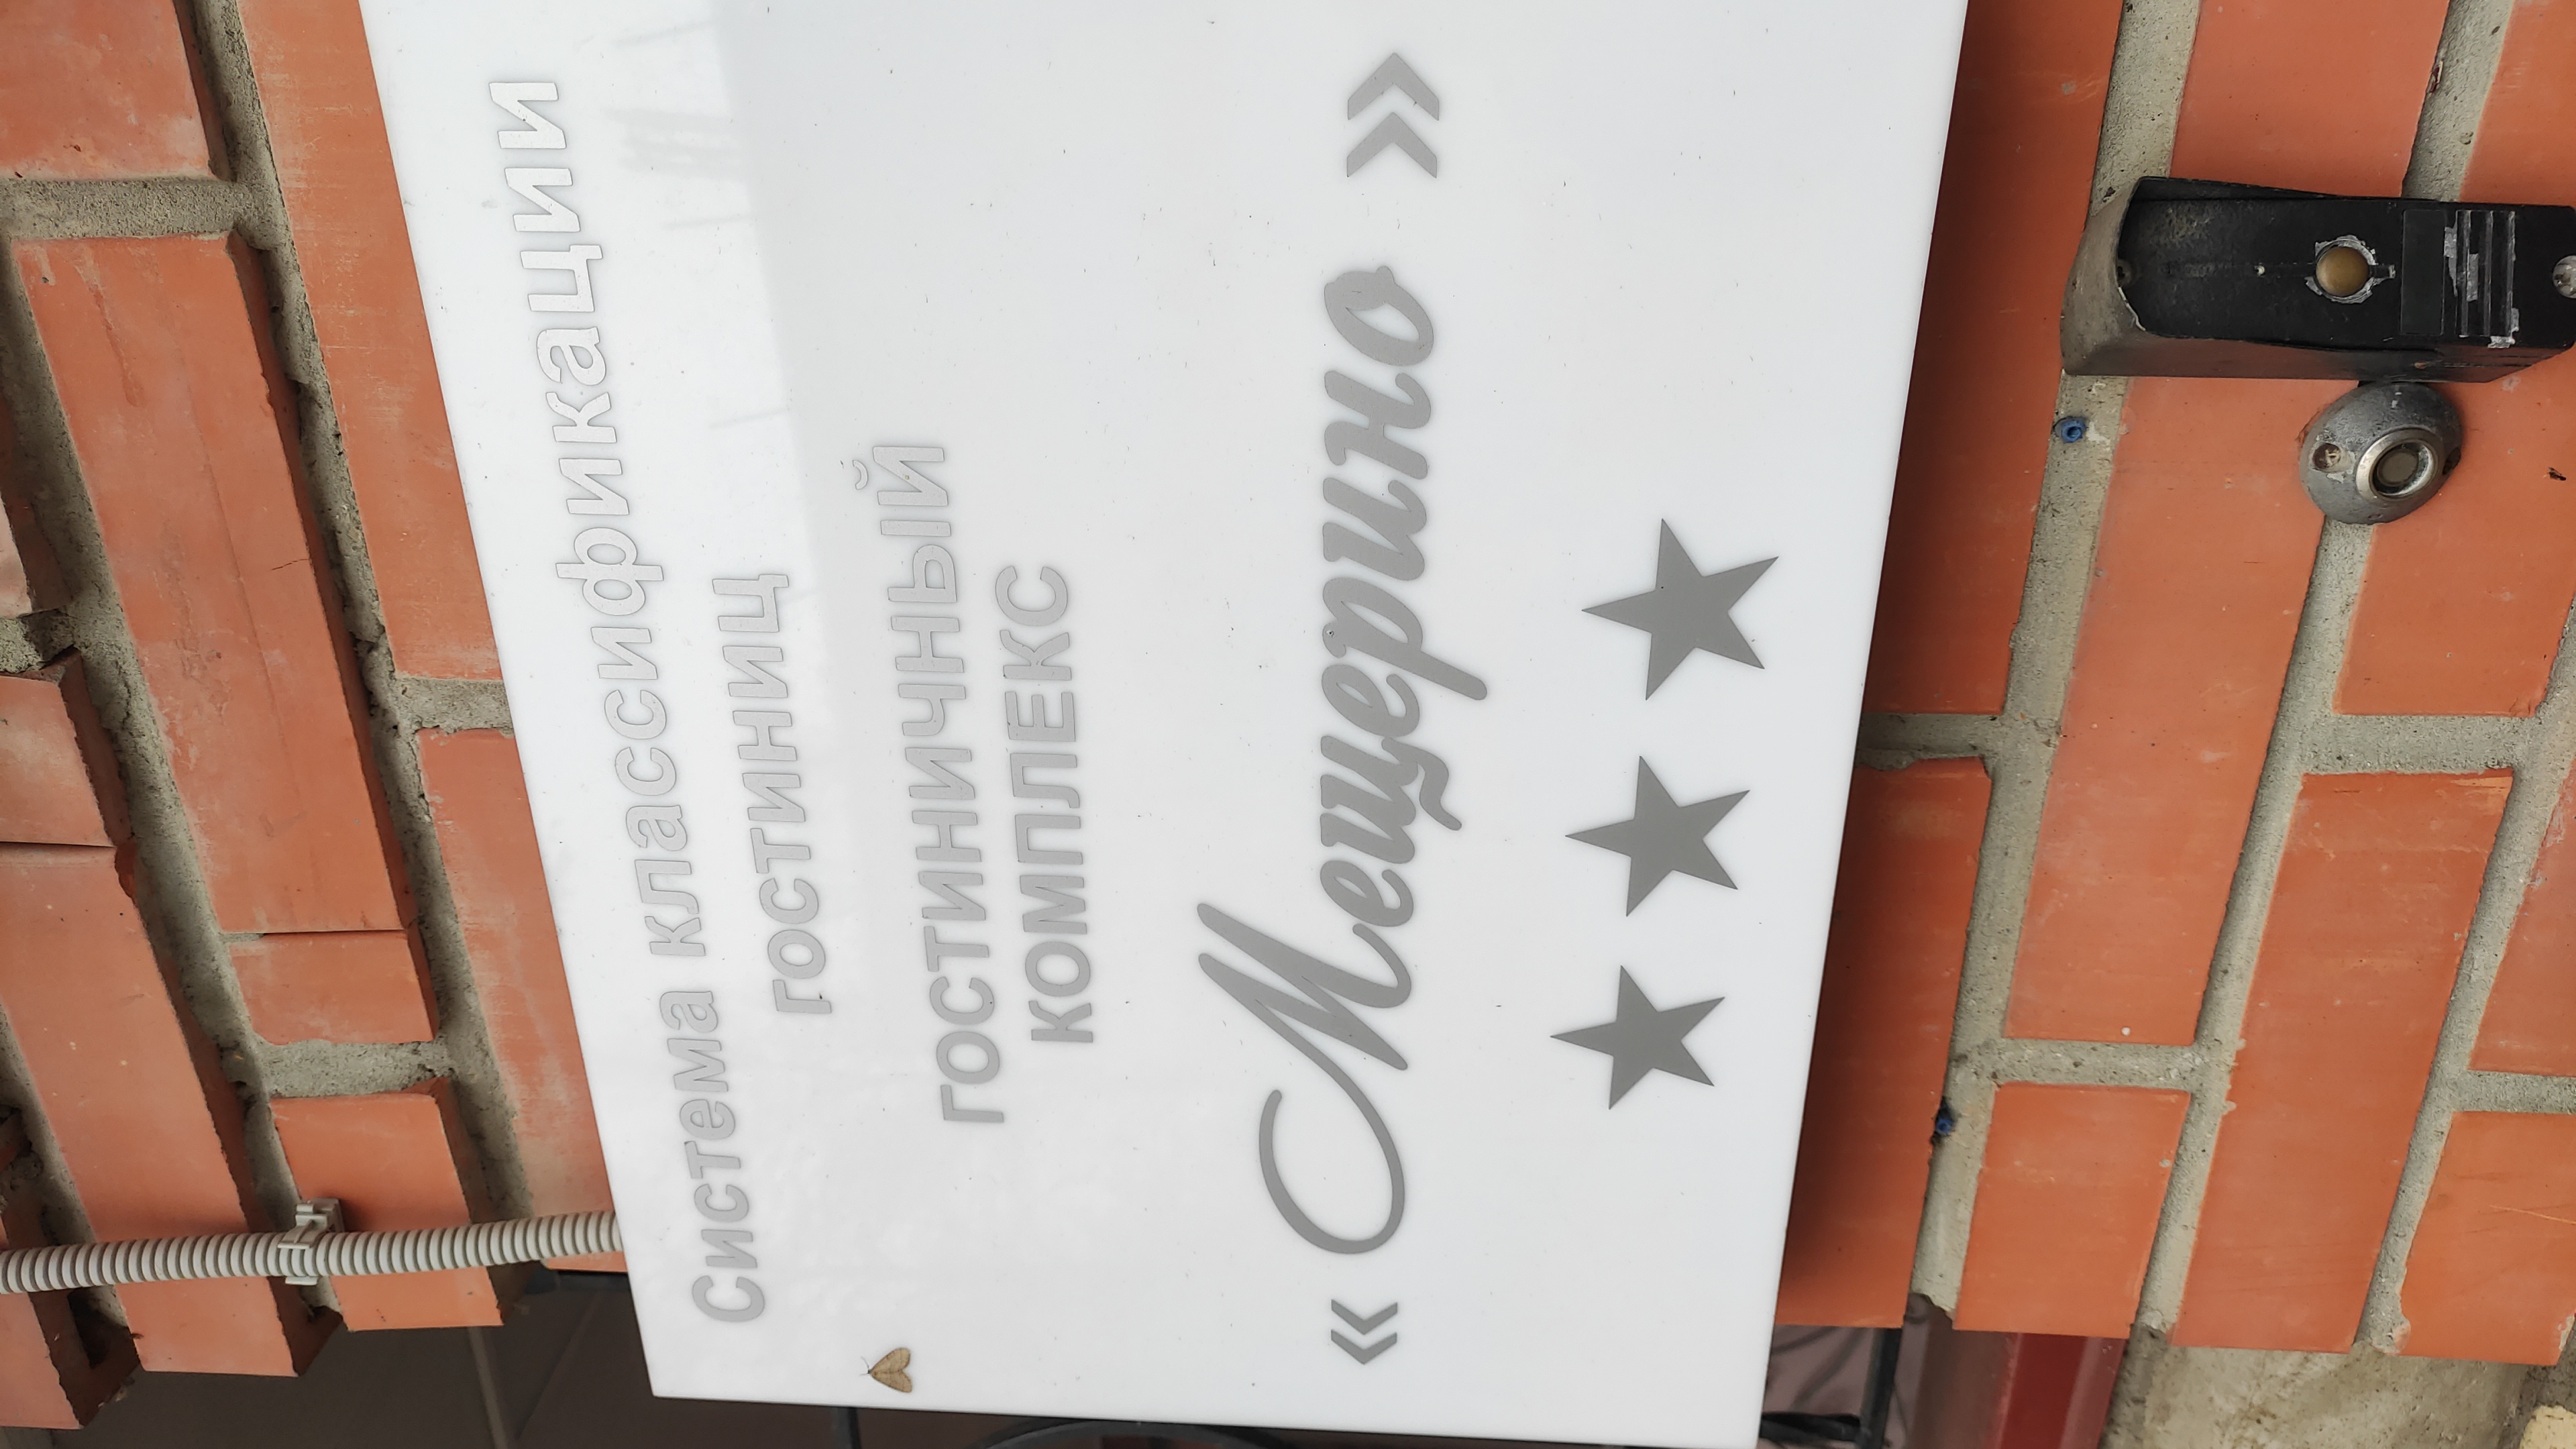 Система классификации
гостиниц
ГОСТИНИЧНЫЙ
КОМПЛЕКС
« Мещерино »